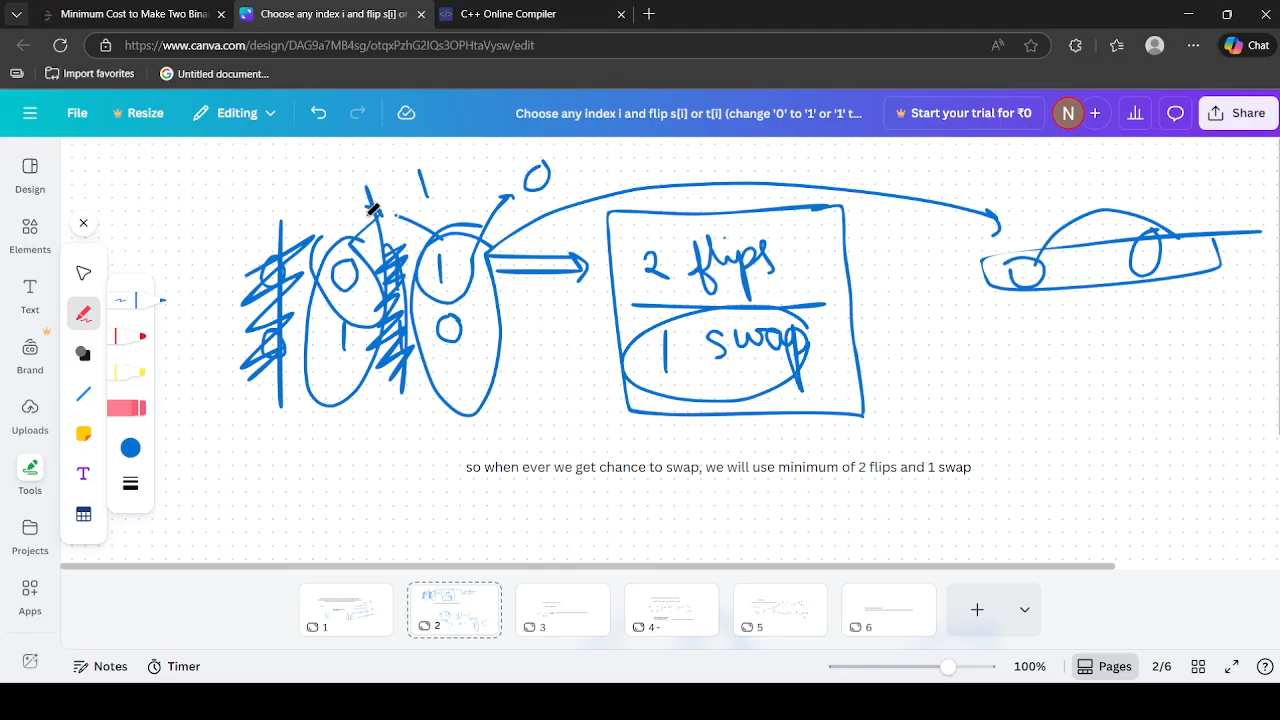 Minimum Cost to Make Two Bina
Choose any index i and flip s[i] or
C++ Online Compiler
https://www.canva.com/design/DAG9a7MB4sg/otqxPzhG2IQs3OPHtaVysw/edit
Chat
Import favorites
Untitled document...
File
Resize
Editing
Choose any index i and flip s[i] or t[i] (change '0' to '1' or '1' t...
N
Start your trial for ₹0
Share
Design
Elements
Text
Brand
Uploads
Tools
Projects
Apps
1 1 0
0 1
1 0
2 flips
1 swap
0 0
so when ever we get chance to swap, we will use minimum of 2 flips and 1 swap
1
2
3
4 -
5
6
Notes
Timer
100%
Pages
2/6